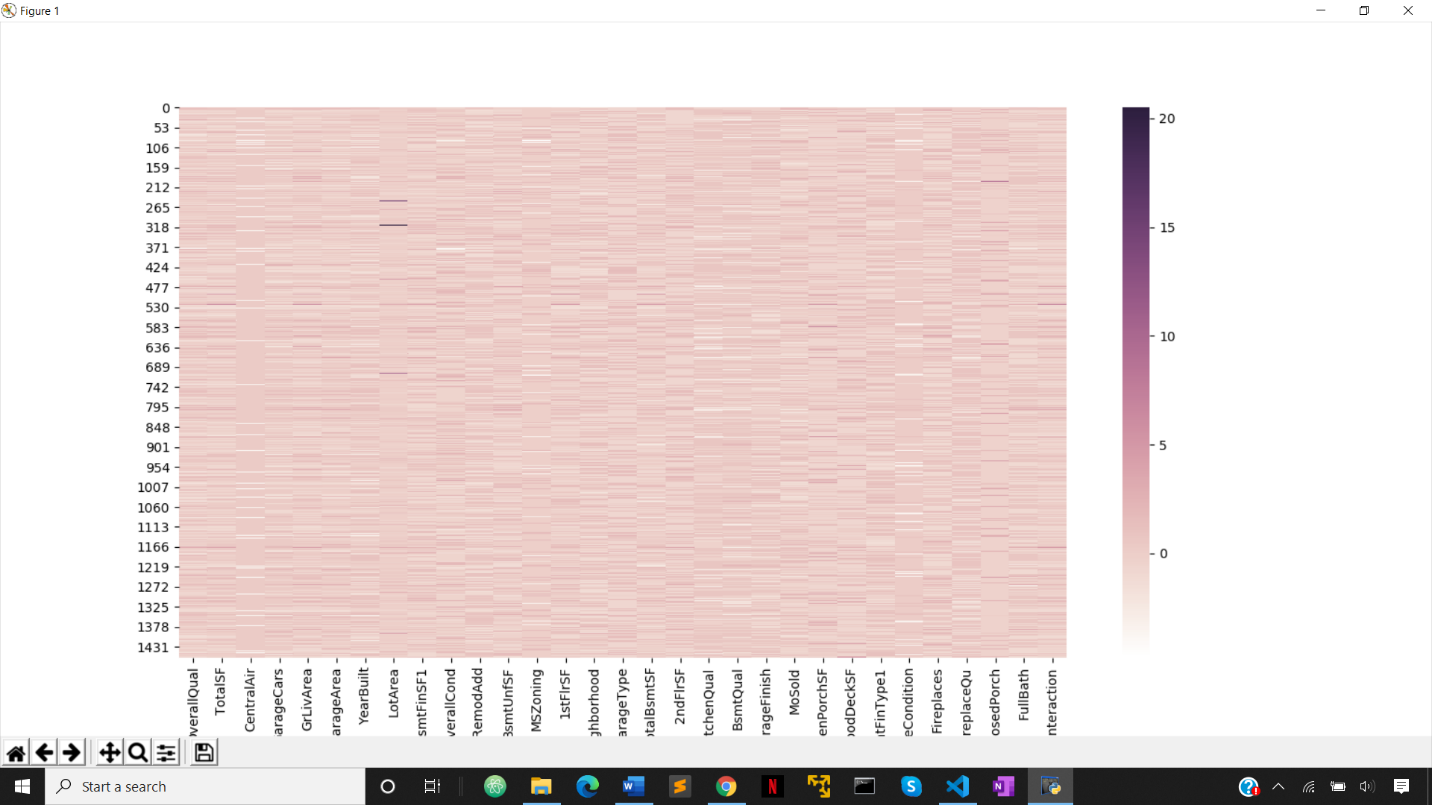 Figure 1
0
53
106
159
212
265
318
371
424
477
530
583
636
689
742
795
848
901
954
1007
1060
1113
1166
1219
1272
1325
1378
1431
20
15
10
5
0
OverallQual
TotalSF
CentralAir
arageCars
GrLivArea
arageArea
YearBuilt
LotArea
smtFinSF1
verallCond
RemodAdd
BsmtUnfSF
MSZoning
1stFlrSF
ghborhood
arageType
otalBsmtSF
2ndFlrSF
tchenQual
BsmtQual
rageFinish
MoSold
enPorchSF
oodDeckSF
tFinType1
eCondition
Fireplaces
replaceQu
osedPorch
FullBath
nteraction
Start a search